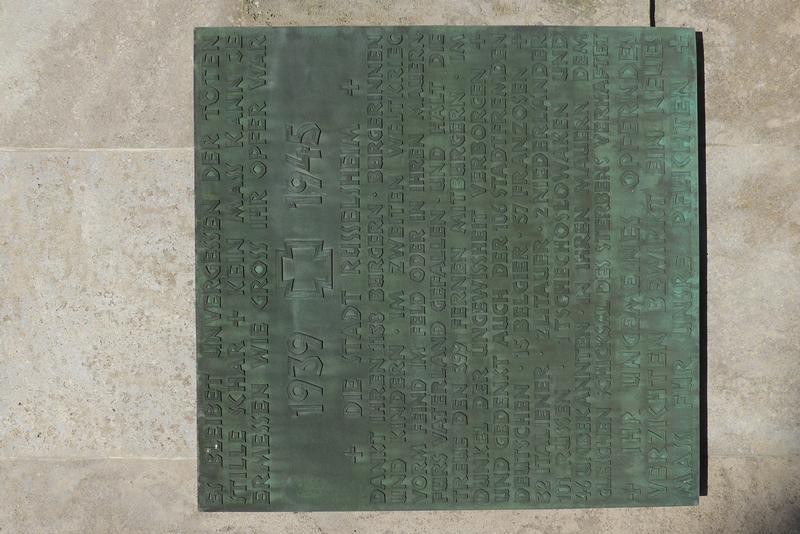 ES BLEIBET UNVERGESSEN DER TOTEN
STILLE SCHAR + KEIN MASS KANN JE
ERMESSEN WIE GROSS IHR OPFER WAR
1939 1945
+ DIE STADT RÜSSELSHEIM +
DANKT IHREN 1138 BÜRGERN · BÜRGERINNEN
UND KINDERN · IM ZWEITEN WELTKRIEG
VORM FEIND IM FELD ODER IN IHREN MAUERN
FÜRS VATERLAND GEFALLEN · UND HÄLT DIE
TREUE DEN 399 FERNEN MITBÜRGERN · IM
DUNKEL DER UNGEWISSHEIT VERBORGEN +
UND GEDENKT AUCH DER 106 STADTFREMDEN
DEUTSCHEN · 15 BELGIER 57 FRANZOSEN
32 ITALIENER · 2 LITAUER 2 NIEDERLÄNDER
101 RUSSEN · TSCHECHOSLOWAKEN UND
46 UNBEKANNTEN · IN IHREN MAUERN DEM
GLEICHEN SCHICKSAL DES STERBENS VERHAFTET
+ IHR UNGEMEINES OPFERNDES
VERZICHTEN BEWIRKT EIN NEUES
MASS FÜR UNSRE PFLICHTEN +